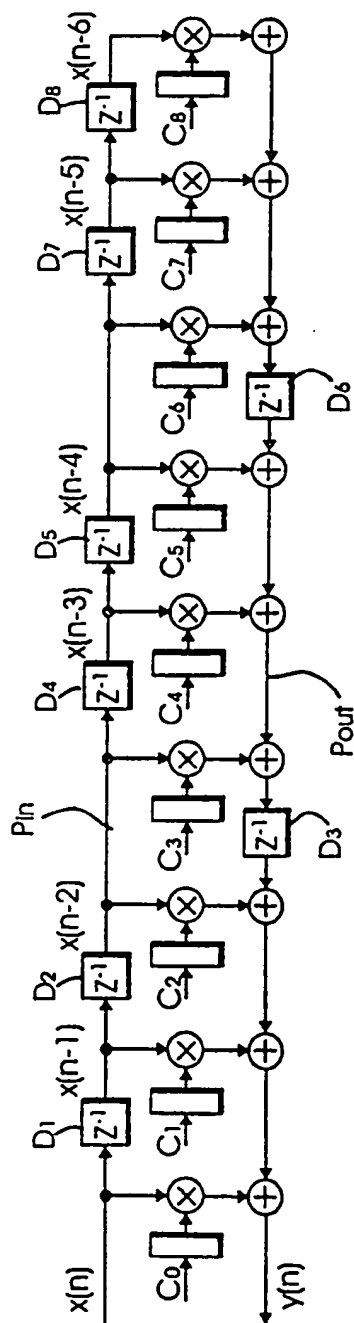 x(n) x(n-1) x(n-2) x(n-3) x(n-4) x(n-5) x(n-6)
D1 D2 Pin D4 D5 D7 D8
Z-1 Z-1 Z-1 Z-1 Z-1 Z-1
C0 C1 C2 C3 C4 C5 C6 C7 C8
Z-1 Z-1
y(n) D3 Pout D6